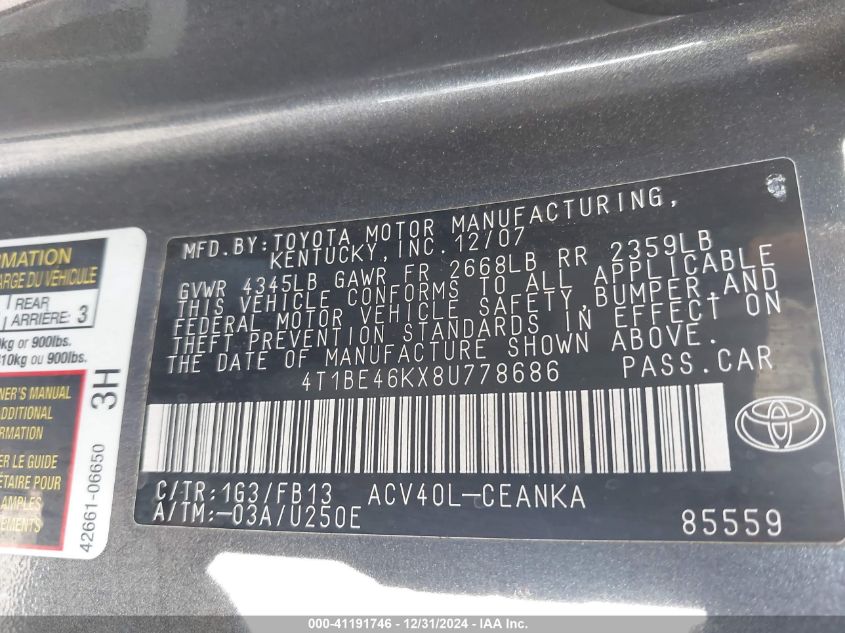 MFD.BY:TOYOTA MOTOR MANUFACTURING,
KENTUCKY,INC.12/07
GVWR 4345LB GAWR FR 2668LB RR 2359LB
THIS VEHICLE CONFORMS TO ALL APPLICABLE
FEDERAL MOTOR VEHICLE SAFETY,BUMPER,AND
THEFT PREVENTION STANDARDS IN EFFECT ON
THE DATE OF MANUFACTURE SHOWN ABOVE.
4T1BE46KX8U778686 PASS.CAR
C/TR:1G3/FB13 ACV40L-CEANKA
A/TM:-03A/U250E
85559
MATION
ARGE DU VÉHICULE
REAR
ARRIÈRE: 3
kg or 900lbs.
10kg ou 900lbs.
NER'S MANUAL
ADDITIONAL
ORMATION
ER LE GUIDE
ÉTAIRE POUR
AMPLES
EMENTS
3H
42661-06650
000-41191746 - 12/31/2024 - IAA Inc.